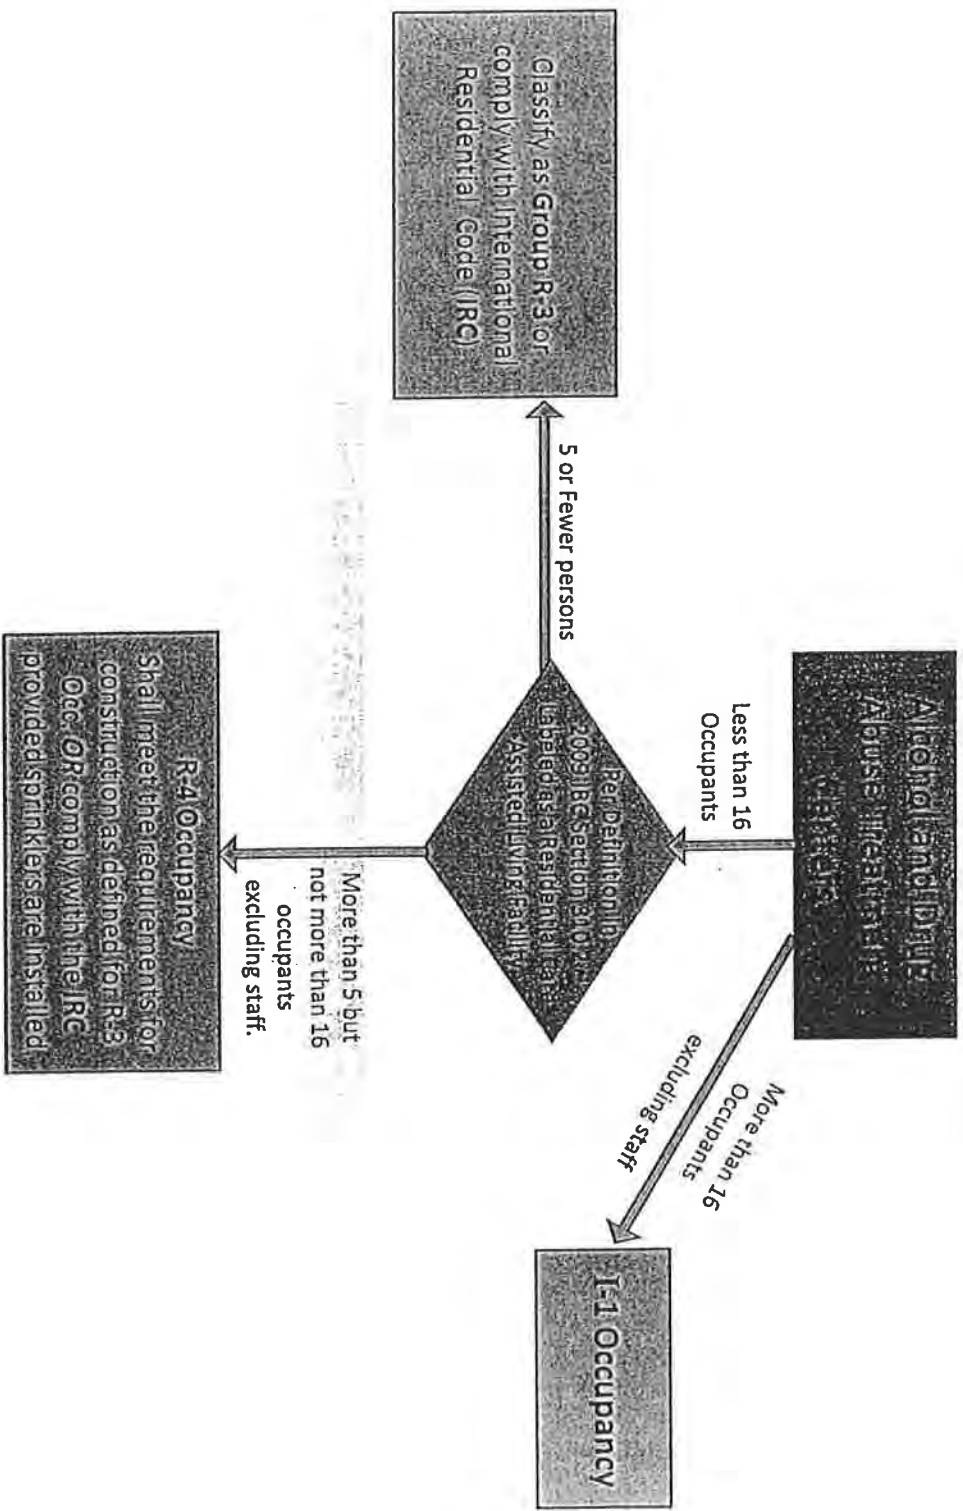 Alcohol and Drug
Abuse Treatment
Centers
Less than 16
Occupants
More than 16
Occupants
excluding staff
I-1 Occupancy
Per Definition in
2009 IBC Section 310.2
Labeled as a Residential Care
Assisted Living Facility
5 or Fewer persons
Classify as Group R-3 or
comply with International
Residential Code (IRC)
More than 5 but
not more than 16
occupants
excluding staff.
R-4 Occupancy
Shall meet the requirements for
construction as defined for R-3
Occ. OR comply with the IRC
provided sprinklers are installed